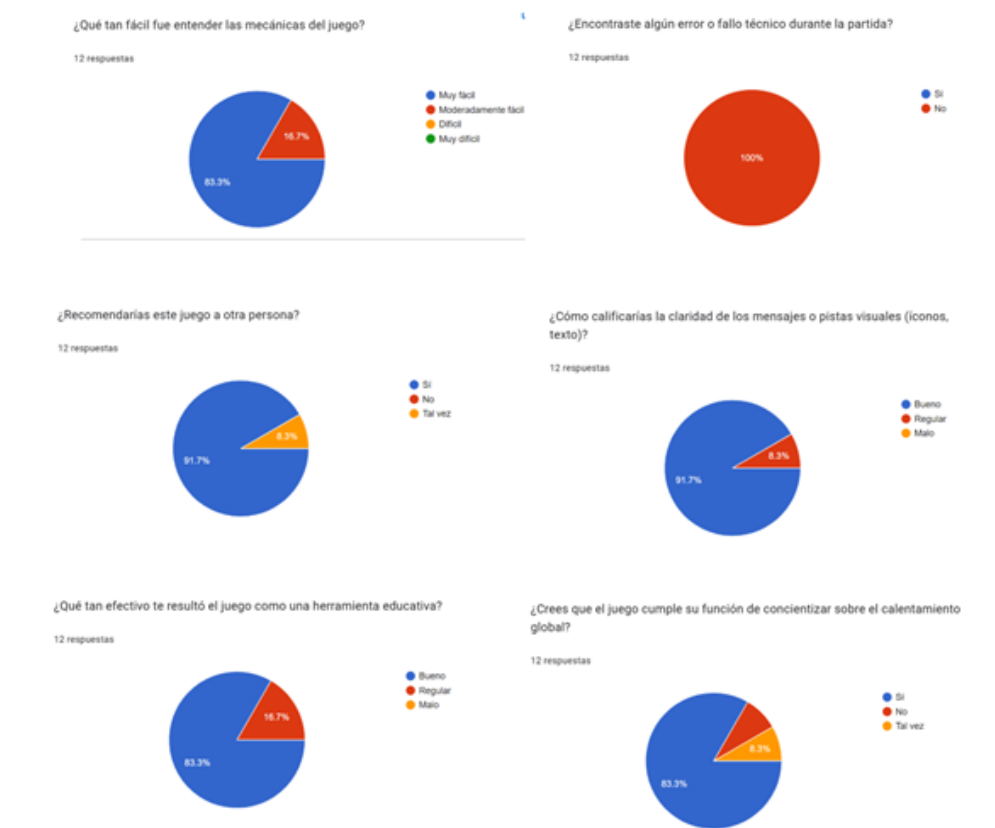 ¿Qué tan fácil fue entender las mecánicas del juego?
12 respuestas
Muy fácil
Moderadamente fácil
Difícil
Muy difícil
16.7%
83.3%
¿Encontraste algún error o fallo técnico durante la partida?
12 respuestas
Sí
No
100%
¿Recomendarías este juego a otra persona?
12 respuestas
Sí
No
Tal vez
8.3%
91.7%
¿Cómo calificarías la claridad de los mensajes o pistas visuales (íconos,
texto)?
12 respuestas
Bueno
Regular
Malo
8.3%
91.7%
¿Qué tan efectivo te resultó el juego como una herramienta educativa?
12 respuestas
Bueno
Regular
Malo
16.7%
83.3%
¿Crees que el juego cumple su función de concientizar sobre el calentamiento
global?
12 respuestas
Sí
No
Tal vez
8.3%
83.3%